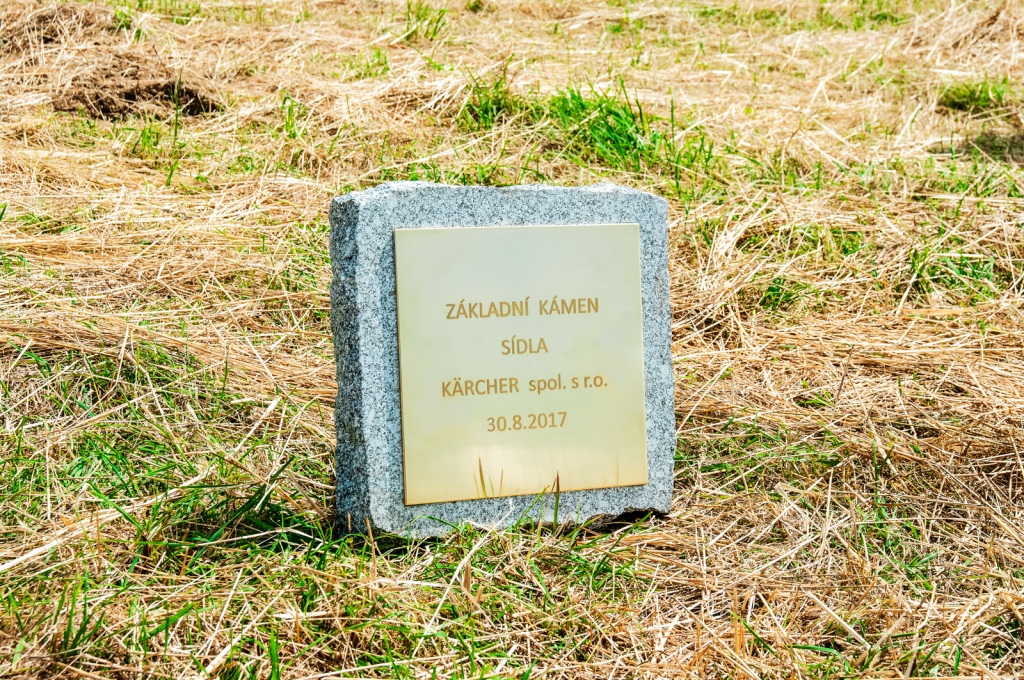 ZÁKLADNÍ KÁMEN
SÍDLA
KÄRCHER spol. s r.o.
30.8.2017